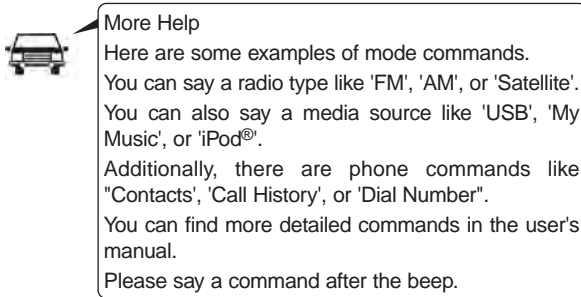 More Help
Here are some examples of mode commands.
You can say a radio type like 'FM', 'AM', or 'Satellite'.
You can also say a media source like 'USB', 'My
Music', or 'iPod®'.
Additionally, there are phone commands like
"Contacts', 'Call History', or 'Dial Number".
You can find more detailed commands in the user's
manual.
Please say a command after the beep.